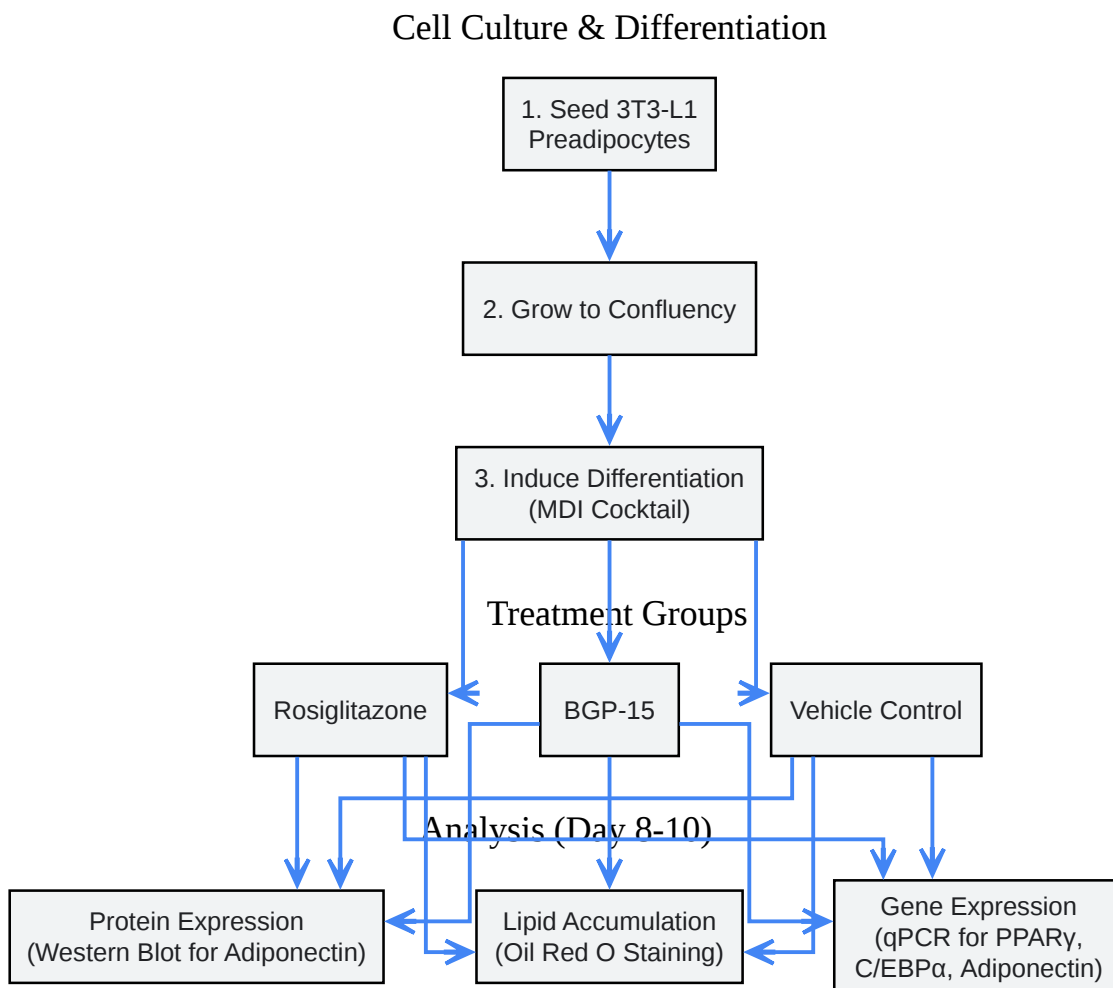 Cell Culture & Differentiation
1. Seed 3T3-L1
Preadipocytes
2. Grow to Confluency
3. Induce Differentiation
(MDI Cocktail)
Treatment Groups
Rosiglitazone
BGP-15
Vehicle Control
Analysis (Day 8-10)
Protein Expression
(Western Blot for Adiponectin)
Lipid Accumulation
(Oil Red O Staining)
Gene Expression
(qPCR for PPARγ,
C/EBPα, Adiponectin)